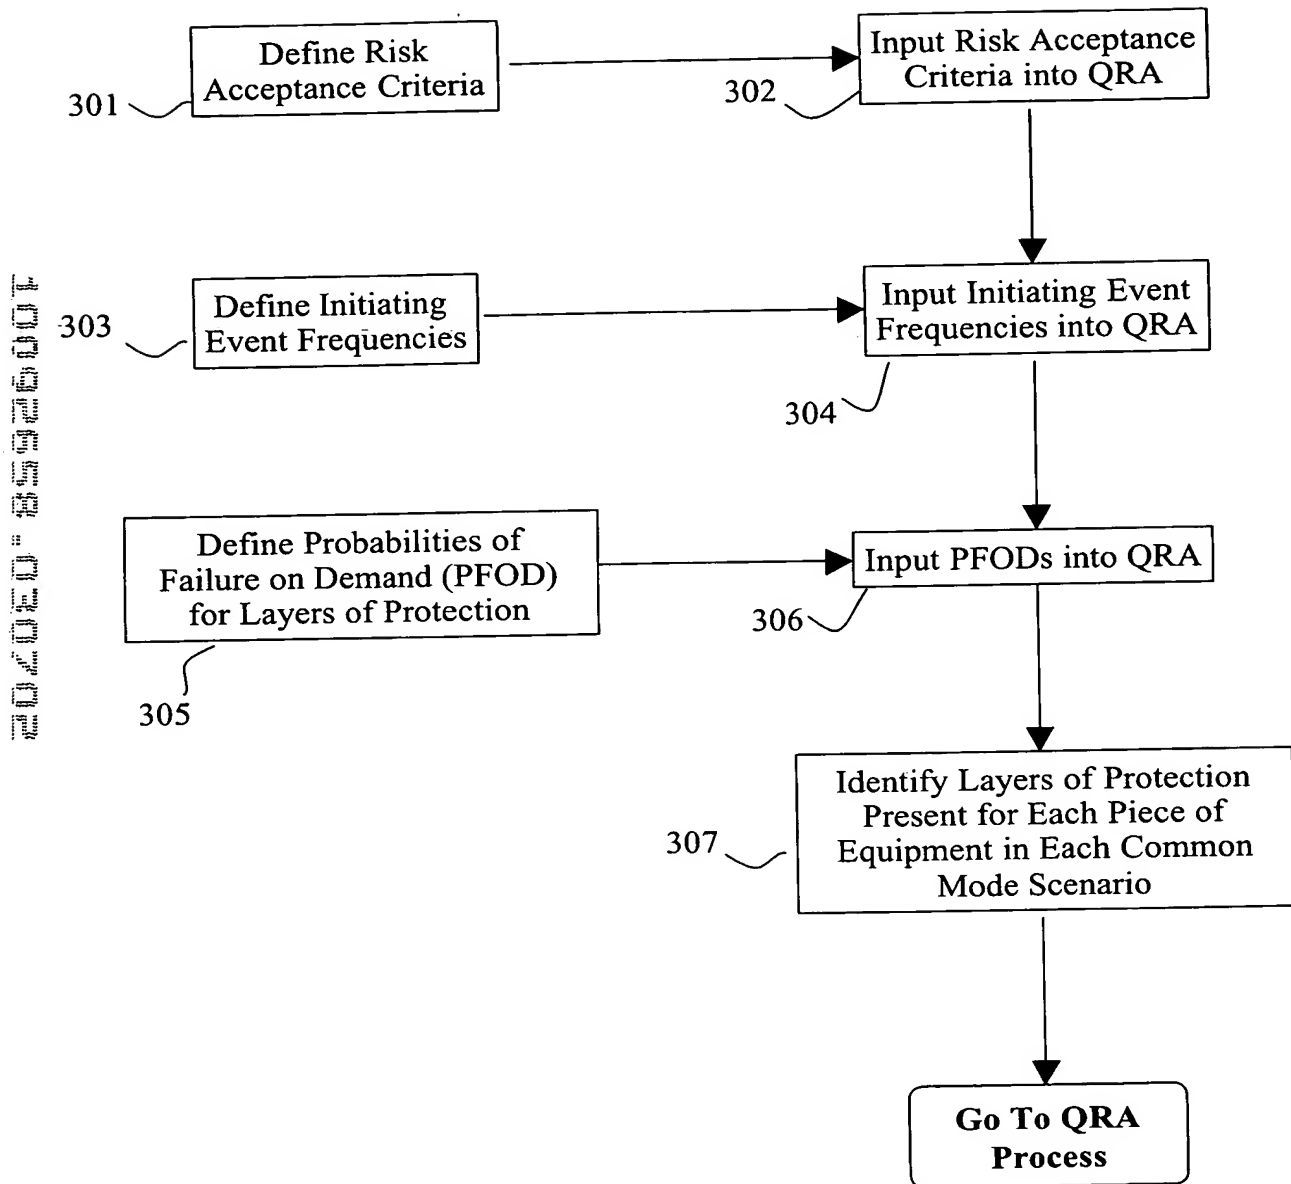 Define Risk
Acceptance Criteria
301
Input Risk Acceptance
Criteria into QRA
302
Define Initiating
Event Frequencies
303
Input Initiating Event
Frequencies into QRA
304
Define Probabilities of
Failure on Demand (PFOD)
for Layers of Protection
305
Input PFODs into QRA
306
Identify Layers of Protection
Present for Each Piece of
Equipment in Each Common
Mode Scenario
307
Go To QRA
Process
10092658.030702